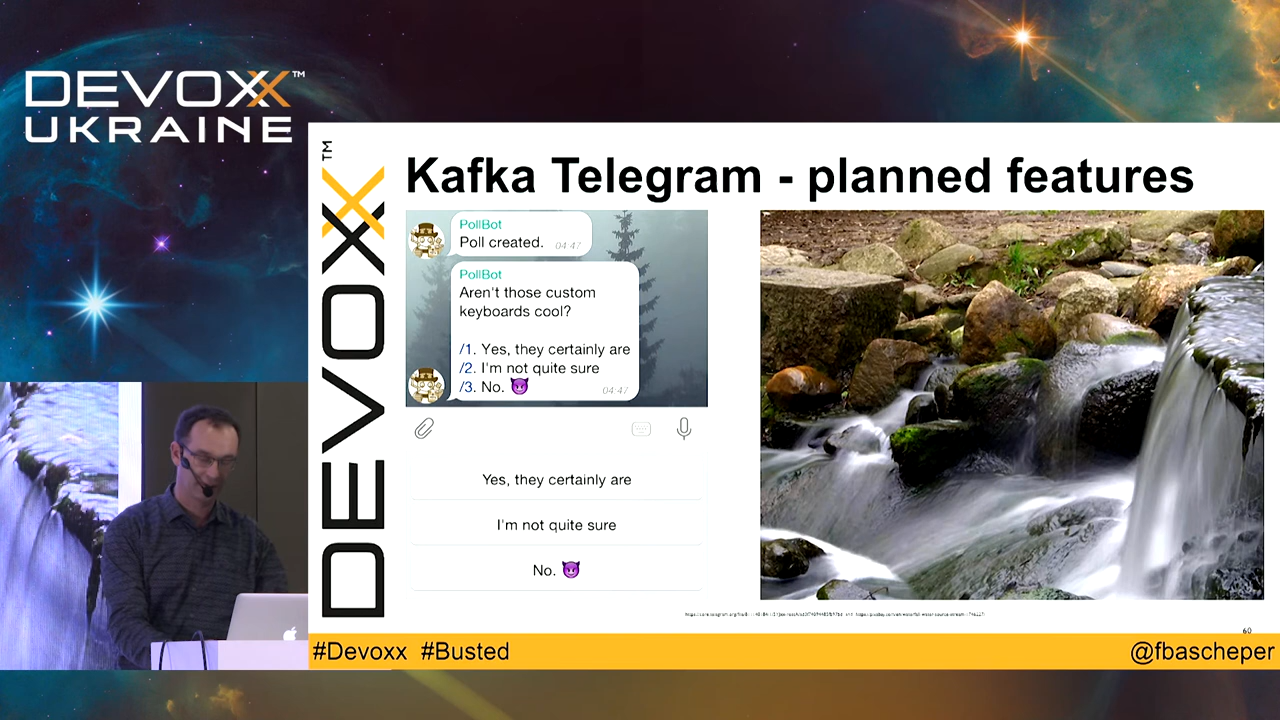 DEVOXX™
UKRAINE
DEVOXX™
Kafka Telegram - planned features
PollBot
Poll created. 04:47
PollBot
Aren't those custom
keyboards cool?
/1. Yes, they certainly are
/2. I'm not quite sure
/3. No. 😈 04:47
Yes, they certainly are
I'm not quite sure
No. 😈
60
#Devoxx #Busted
@fbascheper